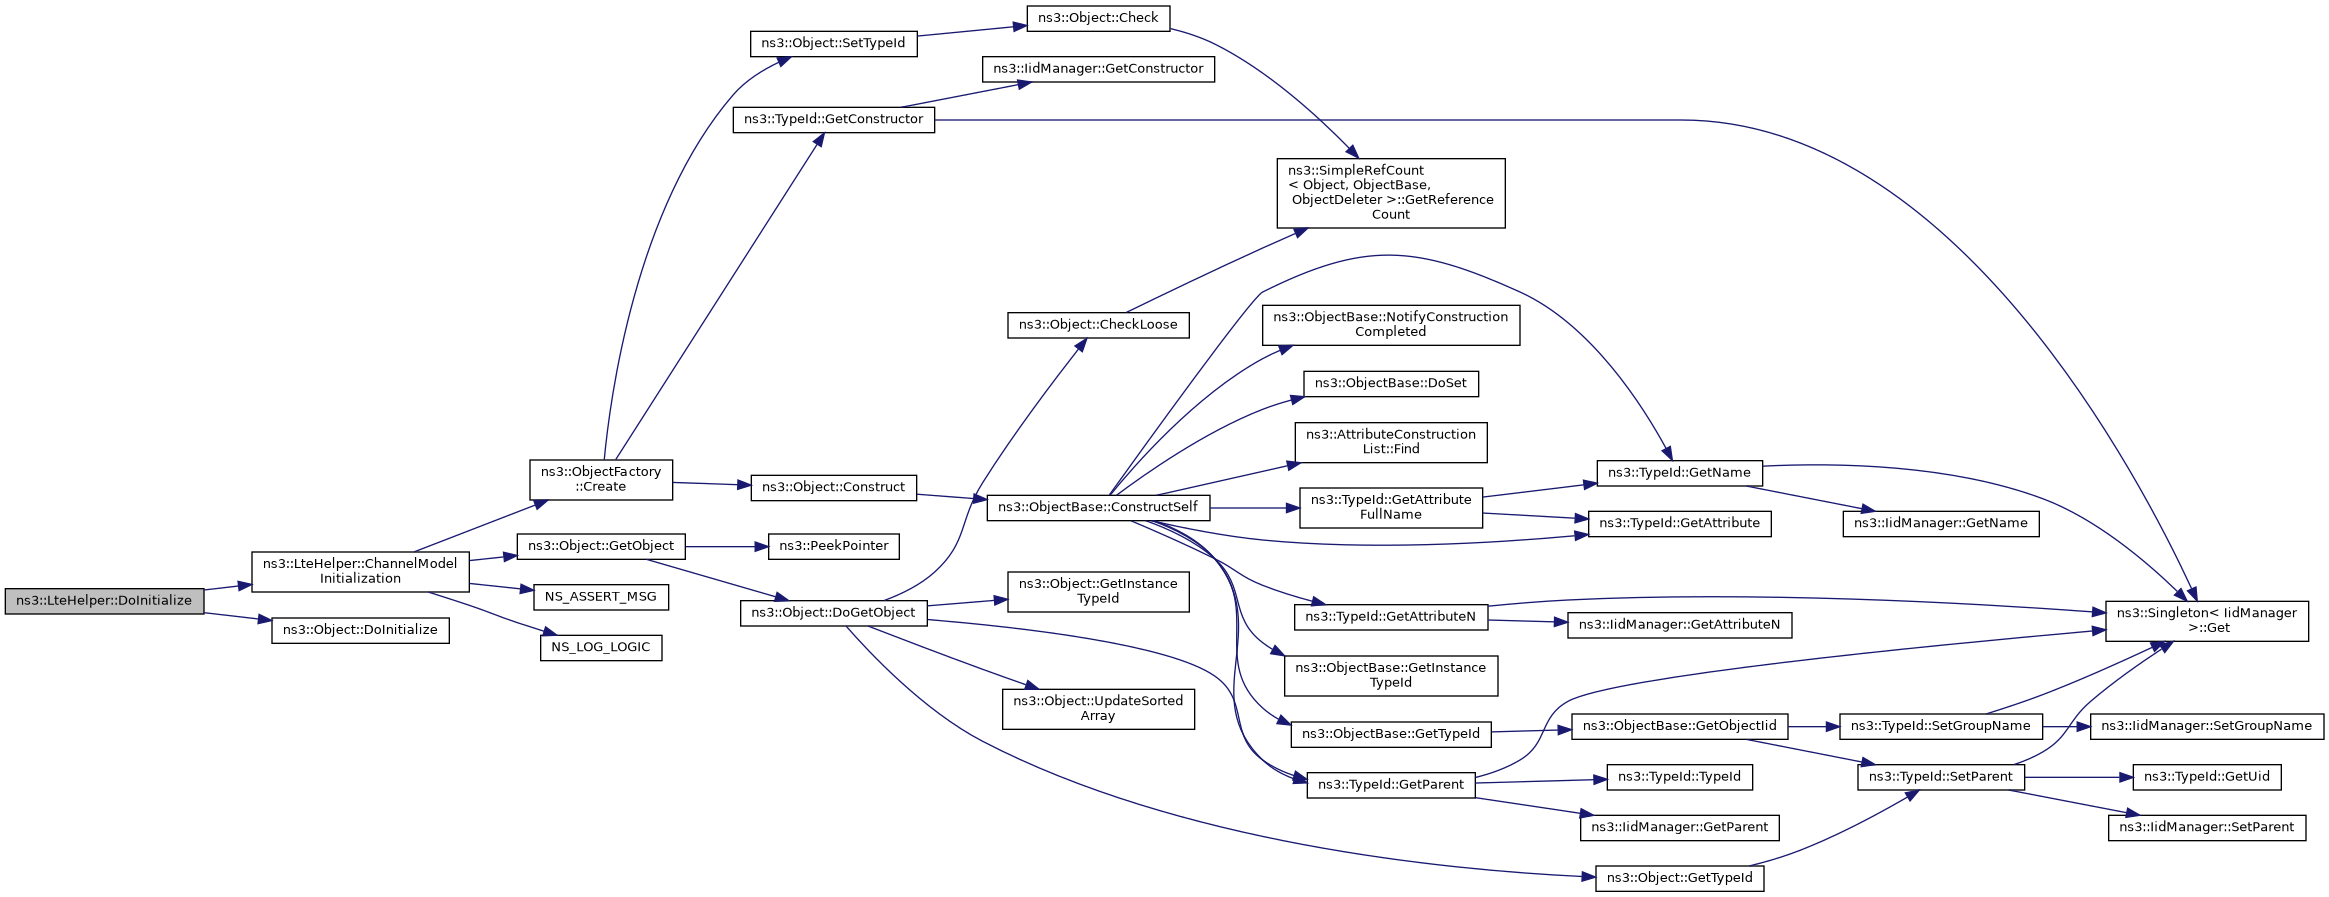 ns3::LteHelper::DoInitialize
ns3::LteHelper::ChannelModel
Initialization
ns3::Object::DoInitialize
ns3::ObjectFactory
::Create
ns3::Object::GetObject
NS_ASSERT_MSG
NS_LOG_LOGIC
ns3::Object::SetTypeId
ns3::TypeId::GetConstructor
ns3::Object::Construct
ns3::PeekPointer
ns3::Object::DoGetObject
ns3::Object::Check
ns3::IidManager::GetConstructor
ns3::Object::CheckLoose
ns3::ObjectBase::ConstructSelf
ns3::Object::GetInstance
TypeId
ns3::Object::UpdateSorted
Array
ns3::SimpleRefCount
< Object, ObjectBase,
ObjectDeleter >::GetReference
Count
ns3::ObjectBase::NotifyConstruction
Completed
ns3::ObjectBase::DoSet
ns3::AttributeConstruction
List::Find
ns3::TypeId::GetAttribute
FullName
ns3::TypeId::GetAttributeN
ns3::ObjectBase::GetInstance
TypeId
ns3::ObjectBase::GetTypeId
ns3::TypeId::GetParent
ns3::TypeId::GetName
ns3::TypeId::GetAttribute
ns3::IidManager::GetAttributeN
ns3::ObjectBase::GetObjectIid
ns3::TypeId::TypeId
ns3::IidManager::GetParent
ns3::Object::GetTypeId
ns3::IidManager::GetName
ns3::TypeId::SetGroupName
ns3::TypeId::SetParent
ns3::Singleton< IidManager
>::Get
ns3::IidManager::SetGroupName
ns3::TypeId::GetUid
ns3::IidManager::SetParent